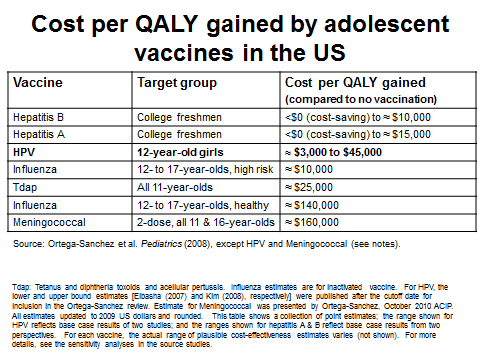 Cost per QALY gained by adolescent
vaccines in the US
Vaccine Target group Cost per QALY gained
(compared to no vaccination)
Hepatitis B College freshmen <$0 (cost-saving) to ≈ $10,000
Hepatitis A College freshmen <$0 (cost-saving) to ≈ $15,000
HPV 12-year-old girls ≈ $3,000 to $45,000
Influenza 12- to 17-year-olds, high risk ≈ $10,000
Tdap All 11-year-olds ≈ $25,000
Influenza 12- to 17-year-olds, healthy ≈ $140,000
Meningococcal 2-dose, all 11 & 16-year-olds ≈ $160,000
Source: Ortega-Sanchez et al. Pediatrics (2008), except HPV and Meningococcal (see notes).
Tdap: Tetanus and diphtheria toxoids and acellular pertussis. Influenza estimates are for inactivated vaccine. For HPV, the
lower and upper bound estimates [Elbasha (2007) and Kim (2008), respectively] were published after the cutoff date for
inclusion in the Ortega-Sanchez review. Estimate for Meningococcal was presented by Ortega-Sanchez, October 2010 ACIP.
All estimates updated to 2009 US dollars and rounded. This table shows a collection of point estimates; the range shown for
HPV reflects base case results of two studies; and the ranges shown for hepatitis A & B reflect base case results from two
perspectives. For each vaccine, the actual range of plausible cost-effectiveness estimates varies (not shown). For more
details, see the sensitivity analyses in the source studies.